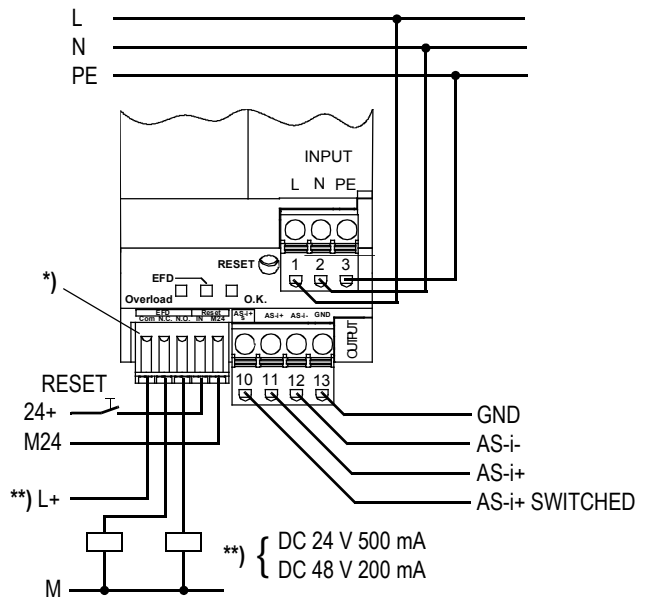 L
N
PE
INPUT
L N PE
RESET
1 2 3
EFD
*)
Overload
O.K.
EFD Reset
Com N.C. N.O. IN M24
AS-i+ S AS-i+ AS-i- GND
OUTPUT
10 11 12 13
RESET
24+
M24
**) L+
GND
AS-i-
AS-i+
AS-i+ SWITCHED
**) { DC 24 V 500 mA
DC 48 V 200 mA
M